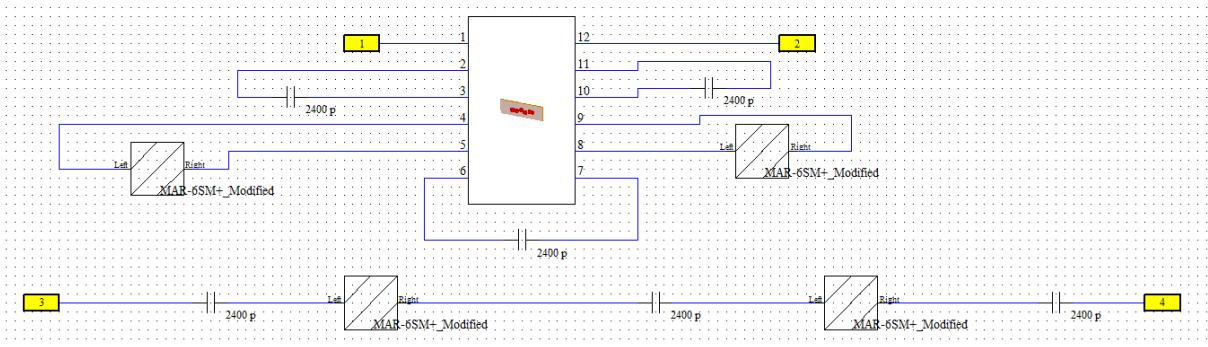 1 1 12 2
2 11
3 10
2400 p 2400 p
4 9
Left Right 5 8 Left Right
MAR-6SM+_Modified 6 7 MAR-6SM+_Modified
2400 p
3 2400 p Left Right 2400 p Left Right 2400 p 4
MAR-6SM+_Modified MAR-6SM+_Modified